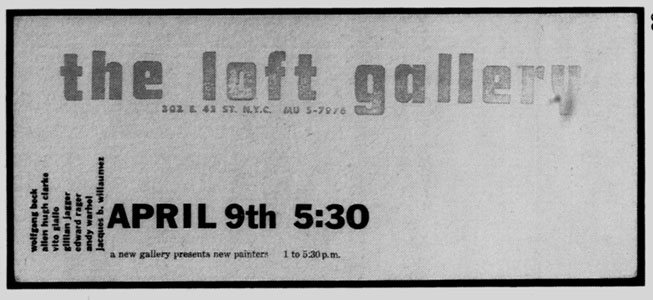 the loft gallery
302 E. 45 ST. N.Y.C. MU 5-7976
wolfgang beck
allen hugh clarke
vito giallo
gillian jagger
edward rager
andy warhol
jacques b. willaumez
APRIL 9th 5:30
a new gallery presents new painters 1 to 5:30 p.m.